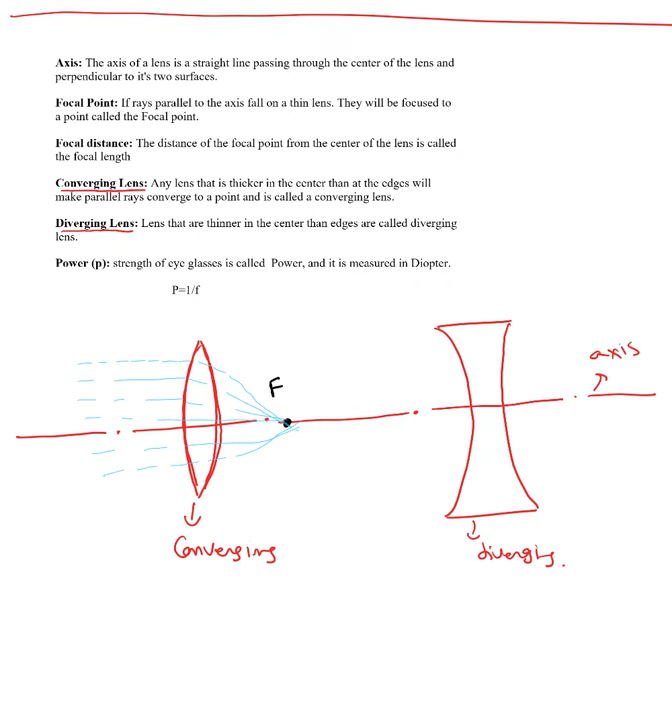 Axis: The axis of a lens is a straight line passing through the center of the lens and
perpendicular to it's two surfaces.
Focal Point: If rays parallel to the axis fall on a thin lens. They will be focused to
a point called the Focal point.
Focal distance: The distance of the focal point from the center of the lens is called
the focal length
Converging Lens: Any lens that is thicker in the center than at the edges will
make parallel rays converge to a point and is called a converging lens.
Diverging Lens: Lens that are thinner in the center than edges are called diverging
lens.
Power (p): strength of eye glasses is called Power, and it is measured in Diopter.
P=1/f
axis
F
Converging
diverging.